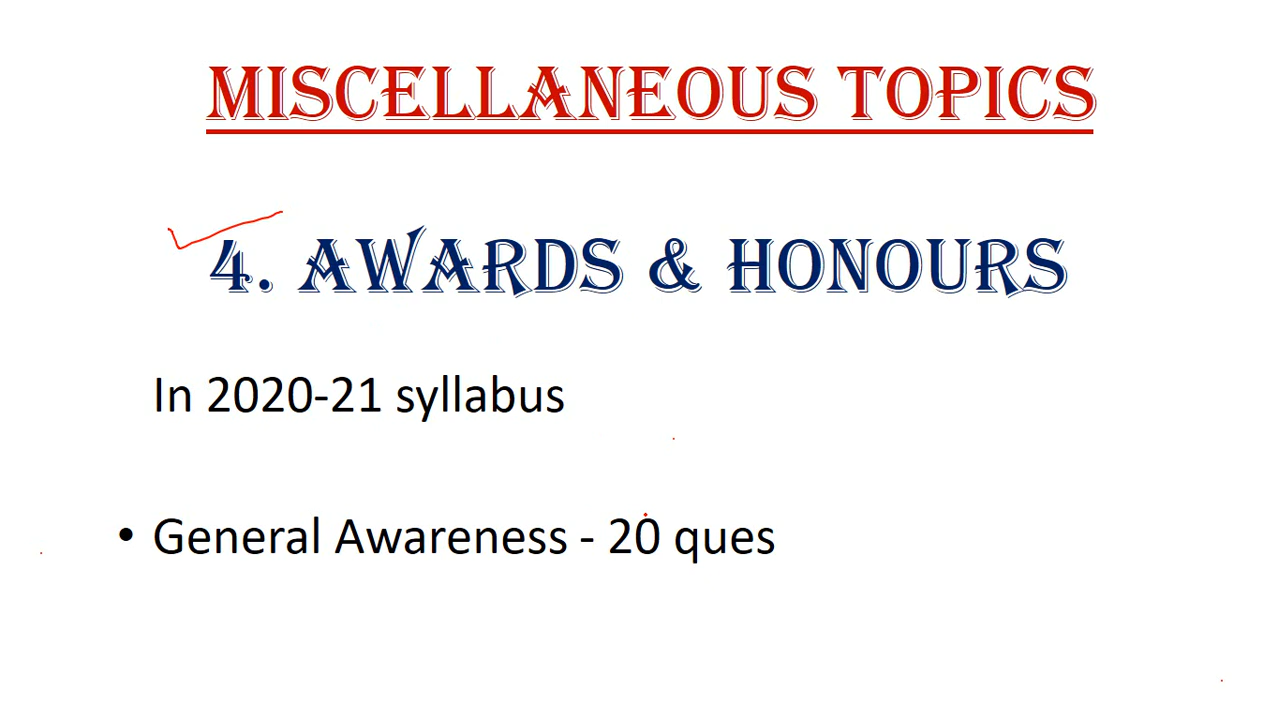 MISCELLANEOUS TOPICS
4. AWARDS & HONOURS
In 2020-21 syllabus
• General Awareness - 20 ques